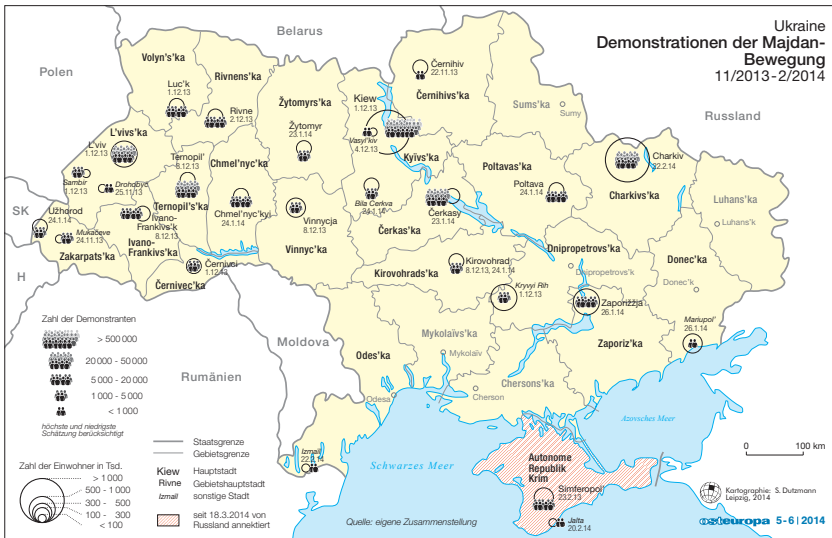 Ukraine
Demonstrationen der Majdan-
Bewegung
11/2013-2/2014
Belarus
Polen
Russland
SK
H
Moldova
Rumänien
Volyns'ka
Luc'k
1.12.13
Rivnens'ka
Rivne
2.12.13
Žytomyrs'ka
Žytomyr
23.1.14
Kiew
1.12.13
Vasyl'kiv
4.12.13
Kyïvs'ka
Bila Cerkva
24.1.14
Černihiv
22.11.13
Černihivs'ka
Sums'ka
Sumy
L'vivs'ka
L'viv
1.12.13
Sambir
1.12.13
Drohobyč
25.11.13
Ternopil'
8.12.13
Ternopil's'ka
Chmel'nyc'ka
Chmel'nyc'kyi
24.1.14
Vinnycja
8.12.13
Vinnyc'ka
Užhorod
24.1.14
Mukačeve
24.11.13
Zakarpats'ka
Ivano-
Frankivs'k
8.12.13
Ivano-
Frankivs'ka
Černivci
1.12.13
Černivec'ka
Čerkasy
23.1.14
Čerkas'ka
Poltavas'ka
Poltava
24.1.14
Charkiv
22.2.14
Charkivs'ka
Luhans'ka
Luhans'k
Kirovohrad
8.12.13, 24.1.14
Kirovohrads'ka
Kryvyi Rih
1.12.13
Dnipropetrovs'ka
Dnipropetrovs'k
Donec'ka
Donec'k
Zaporižžja
26.1.14
Zaporiz'ka
Mariupol'
26.1.14
Mykolaïvs'ka
Mykolaïv
Odes'ka
Odesa
Chersons'ka
Cherson
Izmail
22.2.14
Azovsches Meer
Schwarzes Meer
Autonome
Republik
Krim
Simferopol'
23.2.13
Jalta
20.2.14
Zahl der Demonstranten
> 500 000
20 000 - 50 000
5 000 - 20 000
1 000 - 5 000
< 1 000
höchste und niedrigste
Schätzung berücksichtigt
Zahl der Einwohner in Tsd.
> 1 000
500 - 1 000
300 - 500
100 - 300
< 100
Staatsgrenze
Gebietsgrenze
Kiew Hauptstadt
Rivne Gebietshauptstadt
Izmail sonstige Stadt
seit 18.3.2014 von
Russland annektiert
Quelle: eigene Zusammenstellung
0 100 km
Kartographie: S. Dutzmann
Leipzig, 2014
osteuropa 5-6 | 2014